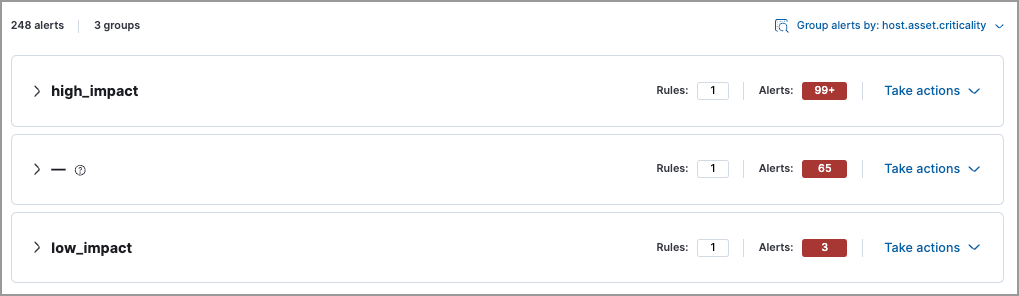 248 alerts 3 groups Group alerts by: host.asset.criticality
high_impact Rules: 1 Alerts: 99+ Take actions
— Rules: 1 Alerts: 65 Take actions
low_impact Rules: 1 Alerts: 3 Take actions